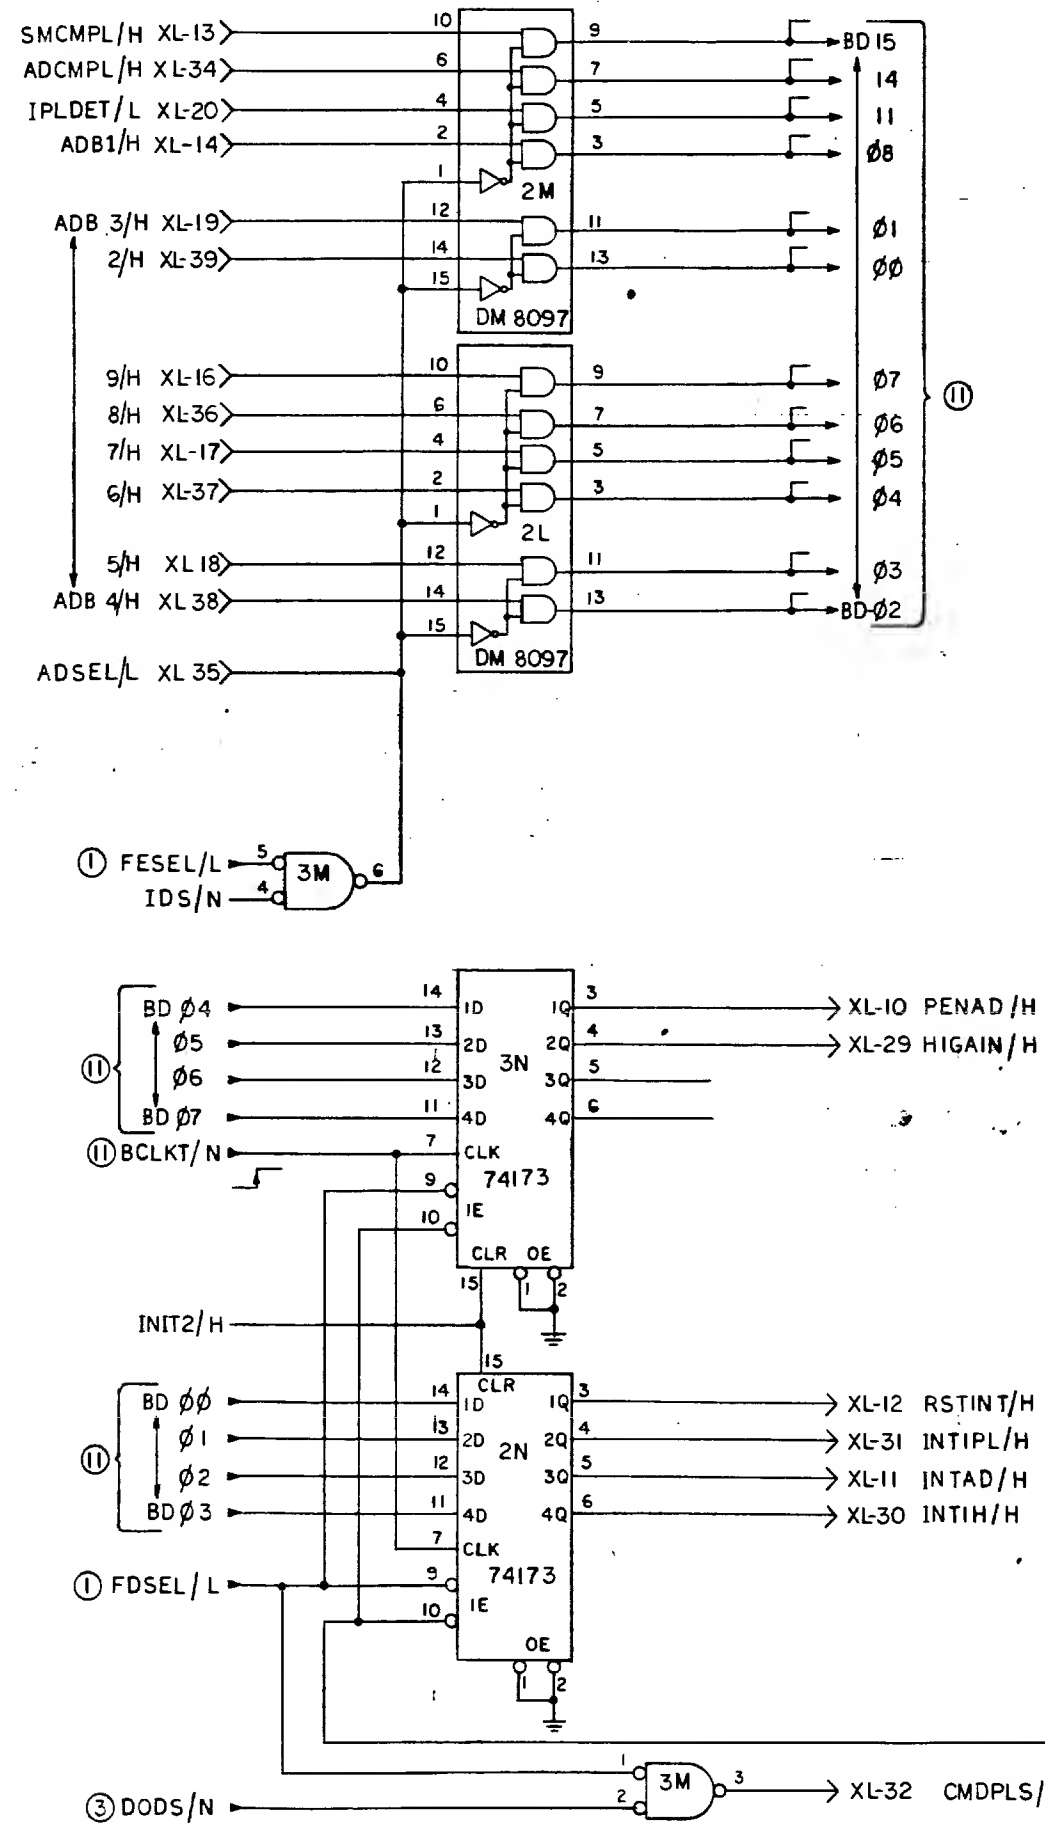 SMCMPL/H XL-13 10 9 BD 15
ADCMPL/H XL-34 6 7 14
IPLDET/L XL-20 4 5 11
ADB1/H XL-14 2 3 Ø8
1 2M
ADB 3/H XL-19 12 11 Ø1
2/H XL-39 14 13 ØØ
15
DM 8097
9/H XL-16 10 9 Ø7
8/H XL-36 6 7 Ø6
7/H XL-17 4 5 Ø5
6/H XL-37 2 3 Ø4
1 2L
5/H XL18 12 11 Ø3
ADB 4/H XL 38 14 13 BD-Ø2
15
DM 8097
11
ADSEL/L XL 35
1 FESEL/L 5 3M 6
IDS/N 4
BD Ø4 14 1D 1Q 3 XL-10 PENAD/H
Ø5 13 2D 2Q 4 XL-29 HIGAIN/H
3N
11 Ø6 12 3D 3Q 5
BD Ø7 11 4D 4Q 6
11 BCLKT/N 7 CLK
74173
9
IE
10
CLR OE
15 1 2
INIT2/H
15
CLR
BD ØØ 14 1D 1Q 3 XL-12 RSTINT/H
Ø1 13 2D 2N 2Q 4 XL-31 INTIPL/H
11 Ø2 12 3D 3Q 5 XL-11 INTAD/H
BD Ø3 11 4D 4Q 6 XL-30 INTIH/H
7 CLK
74173
1 FDSEL/L 9
IE
10
OE
1 2
1 3M 3 XL-32 CMDPLS/
3 DODS/N 2